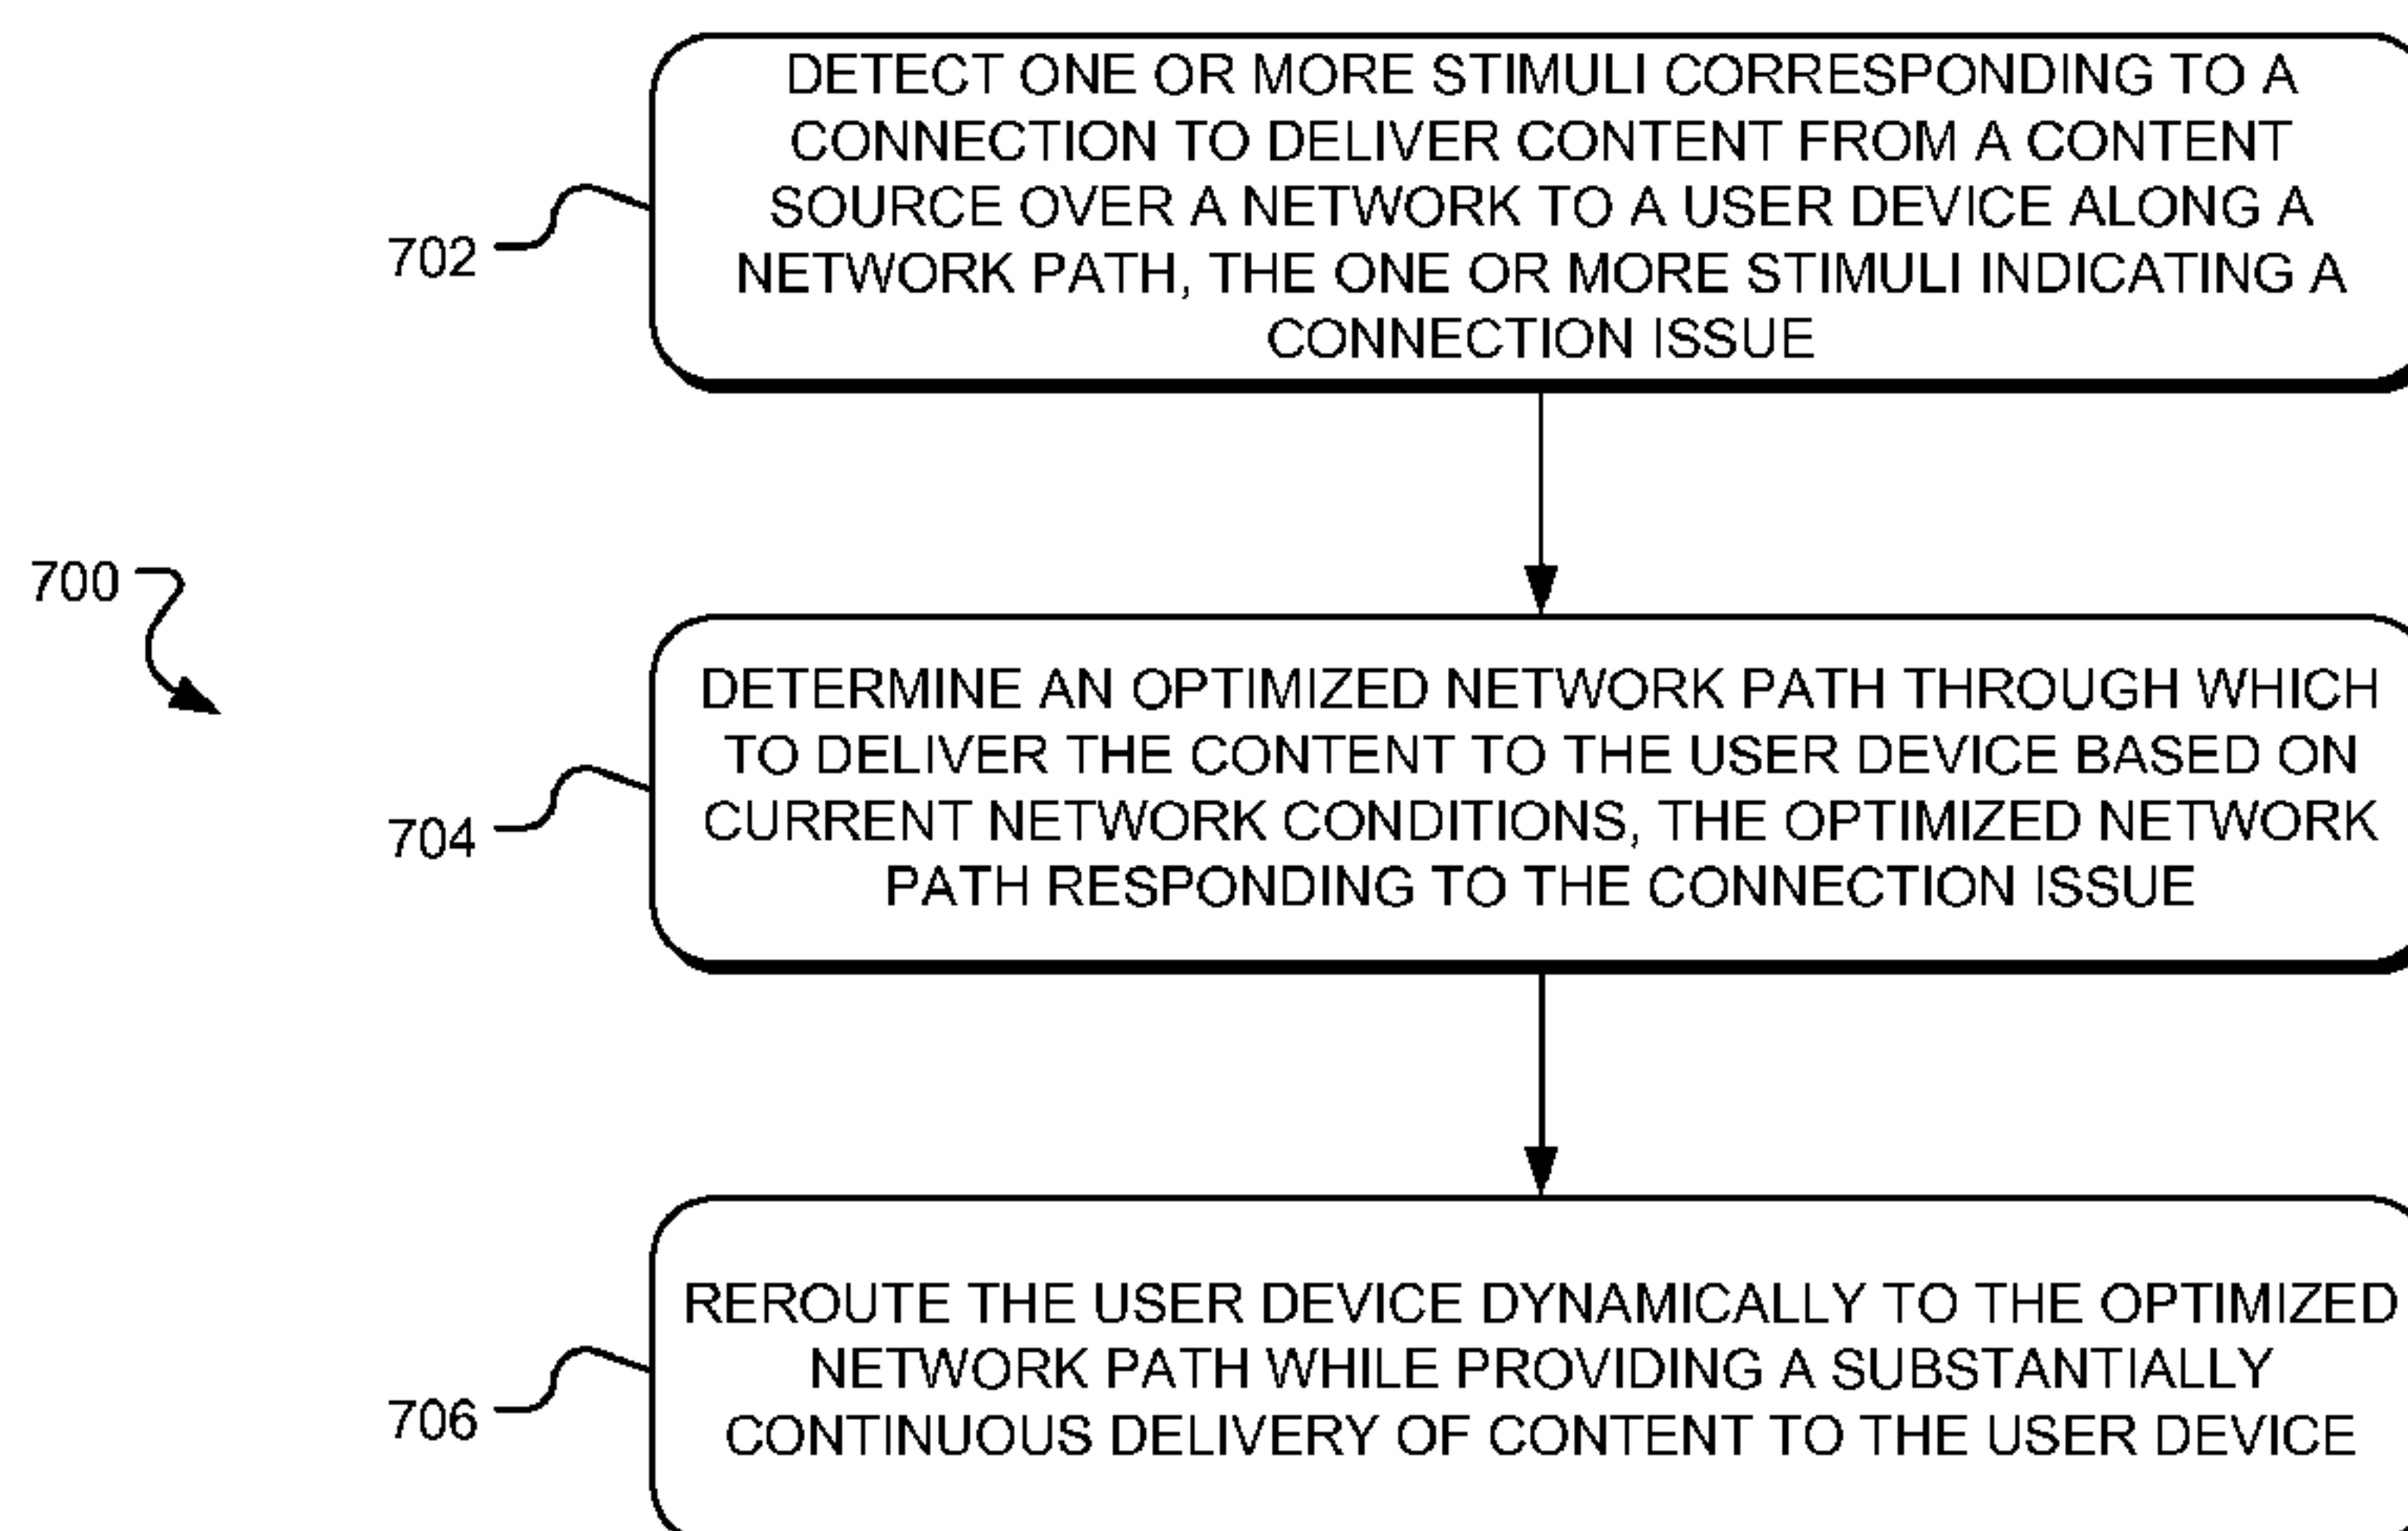 DETECT ONE OR MORE STIMULI CORRESPONDING TO A
CONNECTION TO DELIVER CONTENT FROM A CONTENT
SOURCE OVER A NETWORK TO A USER DEVICE ALONG A
NETWORK PATH, THE ONE OR MORE STIMULI INDICATING A
CONNECTION ISSUE
702
700
DETERMINE AN OPTIMIZED NETWORK PATH THROUGH WHICH
TO DELIVER THE CONTENT TO THE USER DEVICE BASED ON
CURRENT NETWORK CONDITIONS, THE OPTIMIZED NETWORK
PATH RESPONDING TO THE CONNECTION ISSUE
704
REROUTE THE USER DEVICE DYNAMICALLY TO THE OPTIMIZED
NETWORK PATH WHILE PROVIDING A SUBSTANTIALLY
CONTINUOUS DELIVERY OF CONTENT TO THE USER DEVICE
706